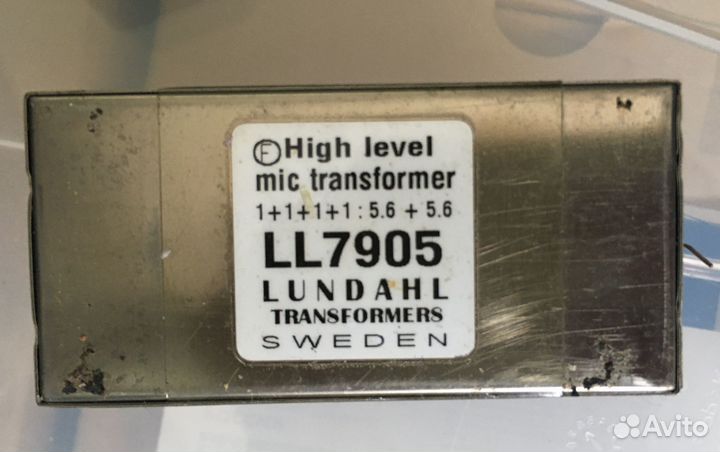 Ⓕ High level
mic transformer
1+1+1+1 : 5.6 + 5.6
LL7905
LUNDAHL
TRANSFORMERS
SWEDEN
Avito